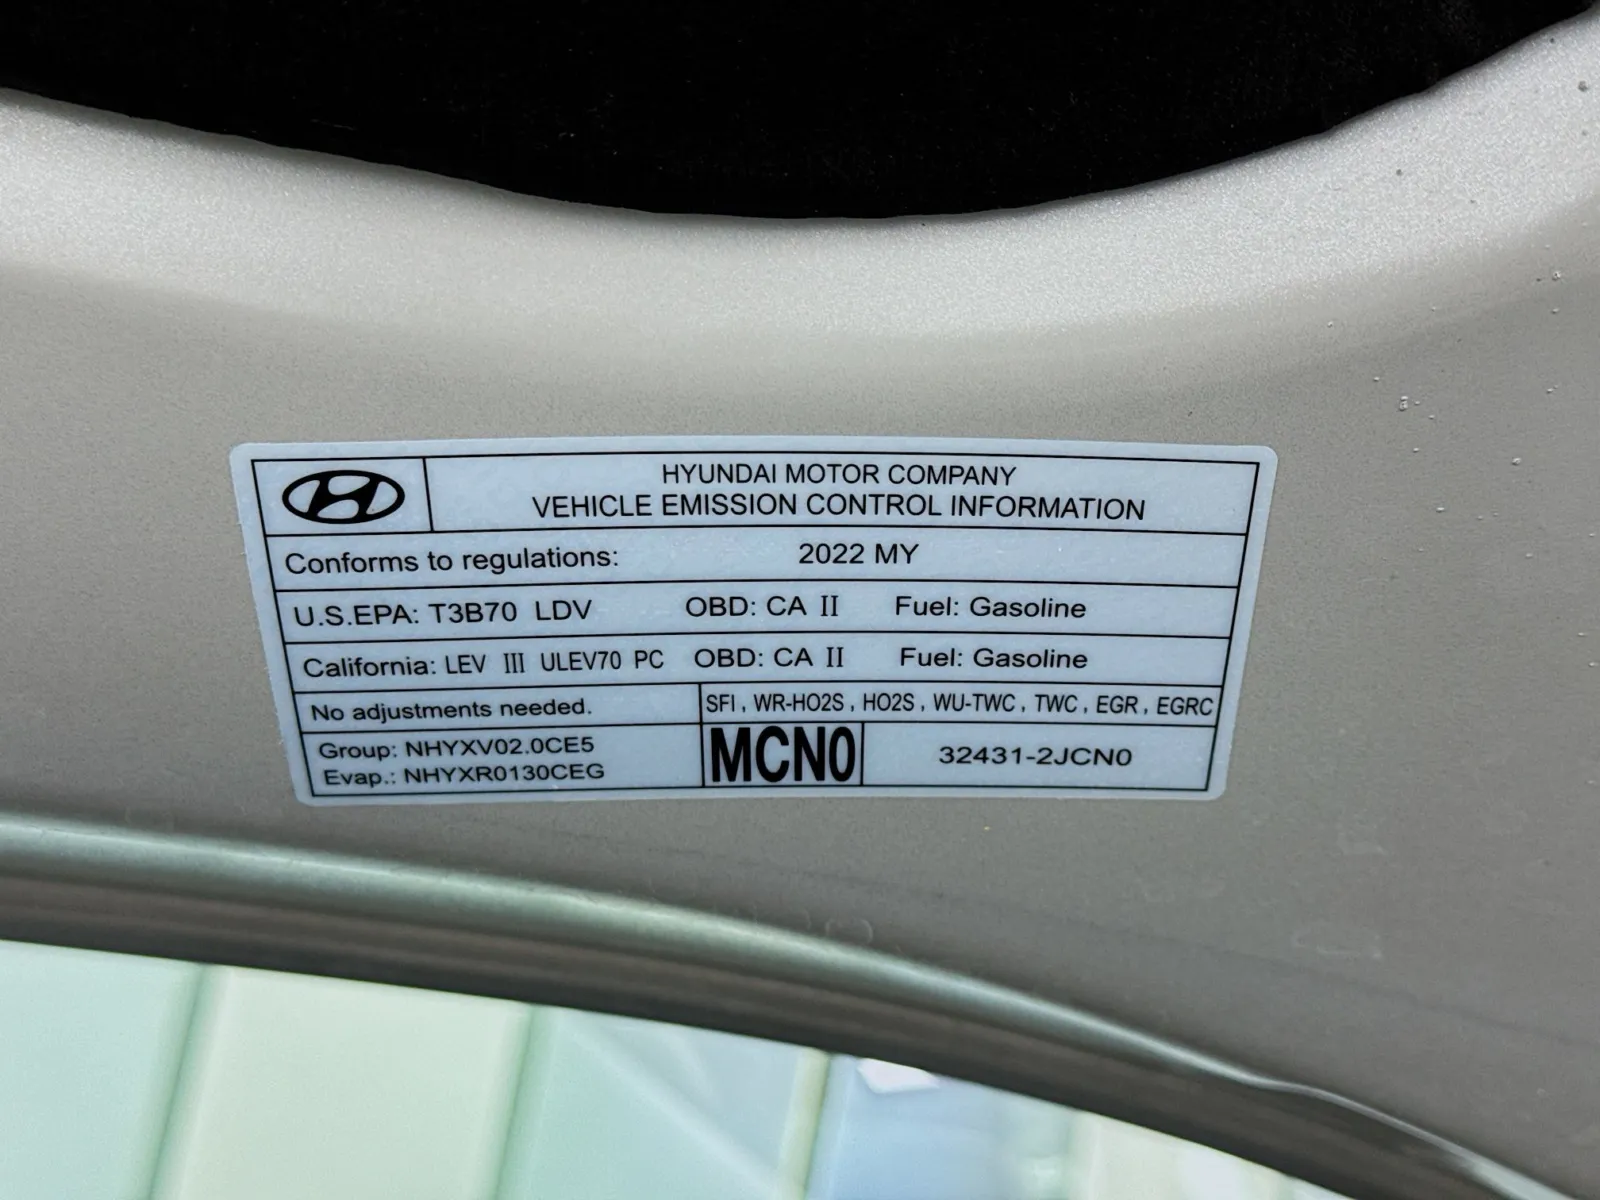 HYUNDAI MOTOR COMPANY
VEHICLE EMISSION CONTROL INFORMATION
Conforms to regulations: 2022 MY
U.S.EPA: T3B70 LDV OBD: CA II Fuel: Gasoline
California: LEV III ULEV70 PC OBD: CA II Fuel: Gasoline
No adjustments needed. SFI , WR-HO2S , HO2S , WU-TWC , TWC , EGR , EGRC
Group: NHYXV02.0CE5
Evap.: NHYXR0130CEG
MCN0 32431-2JCN0